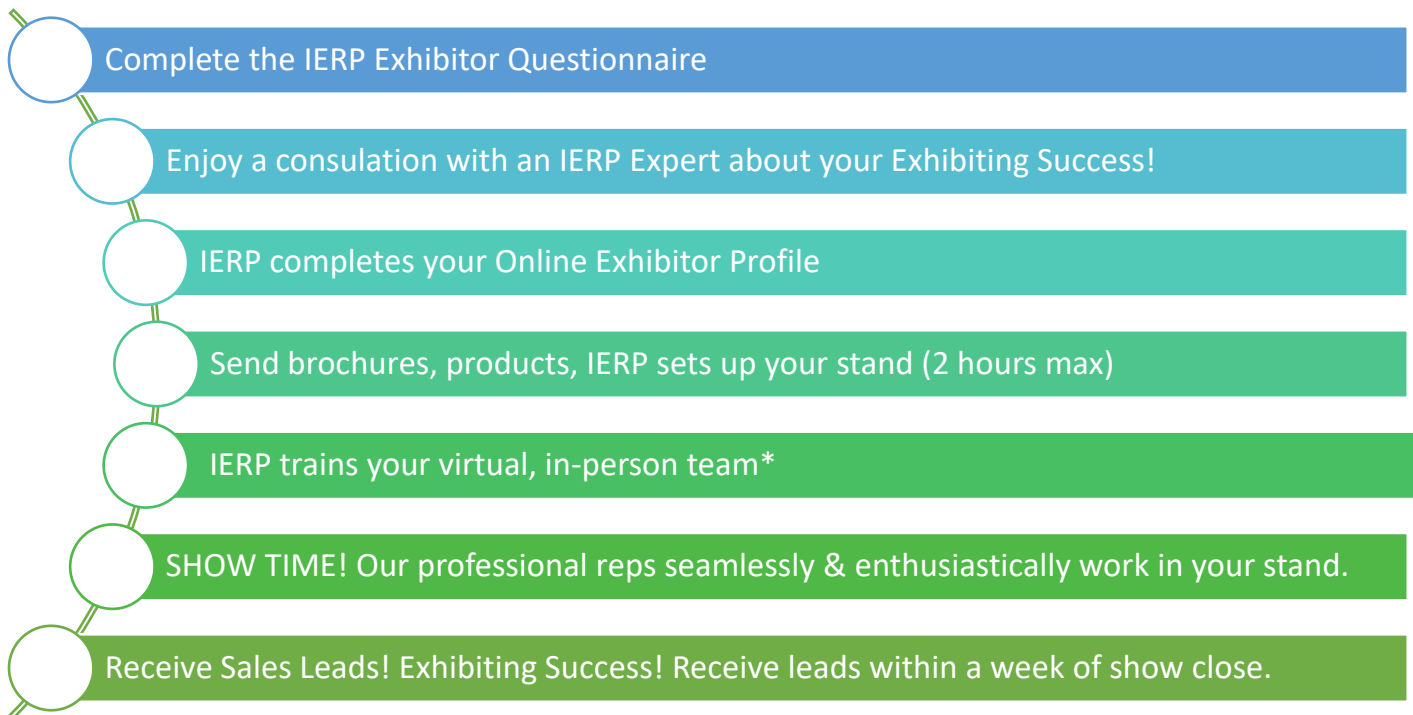 Complete the IERP Exhibitor Questionnaire
Enjoy a consulation with an IERP Expert about your Exhibiting Success!
IERP completes your Online Exhibitor Profile
Send brochures, products, IERP sets up your stand (2 hours max)
IERP trains your virtual, in-person team*
SHOW TIME! Our professional reps seamlessly & enthusiastically work in your stand.
Receive Sales Leads! Exhibiting Success! Receive leads within a week of show close.